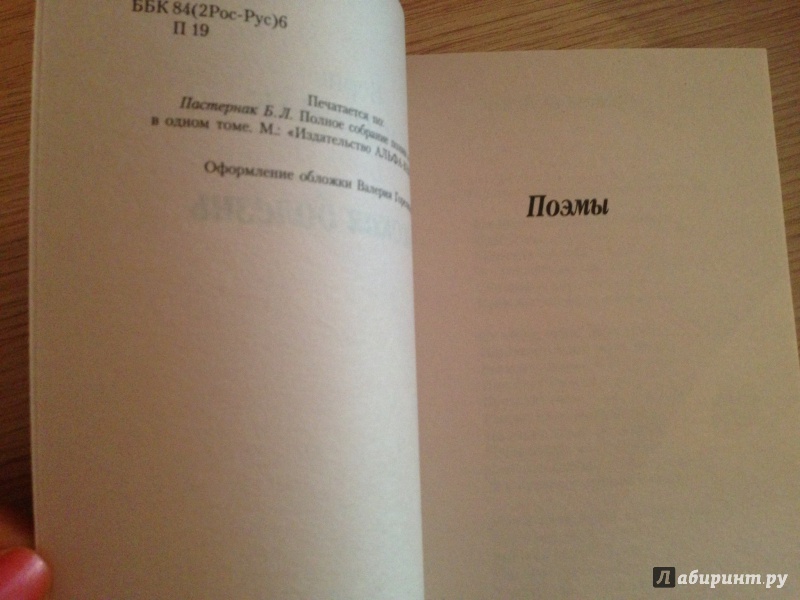 ББК 84(2Рос-Рус)6
П 19
Печатается по:
Пастернак Б. Л. Полное собрание
в одном томе. М.: «Издательство
Оформление обложки Валерия
болезнь
Поэмы
Лабиринт.ру